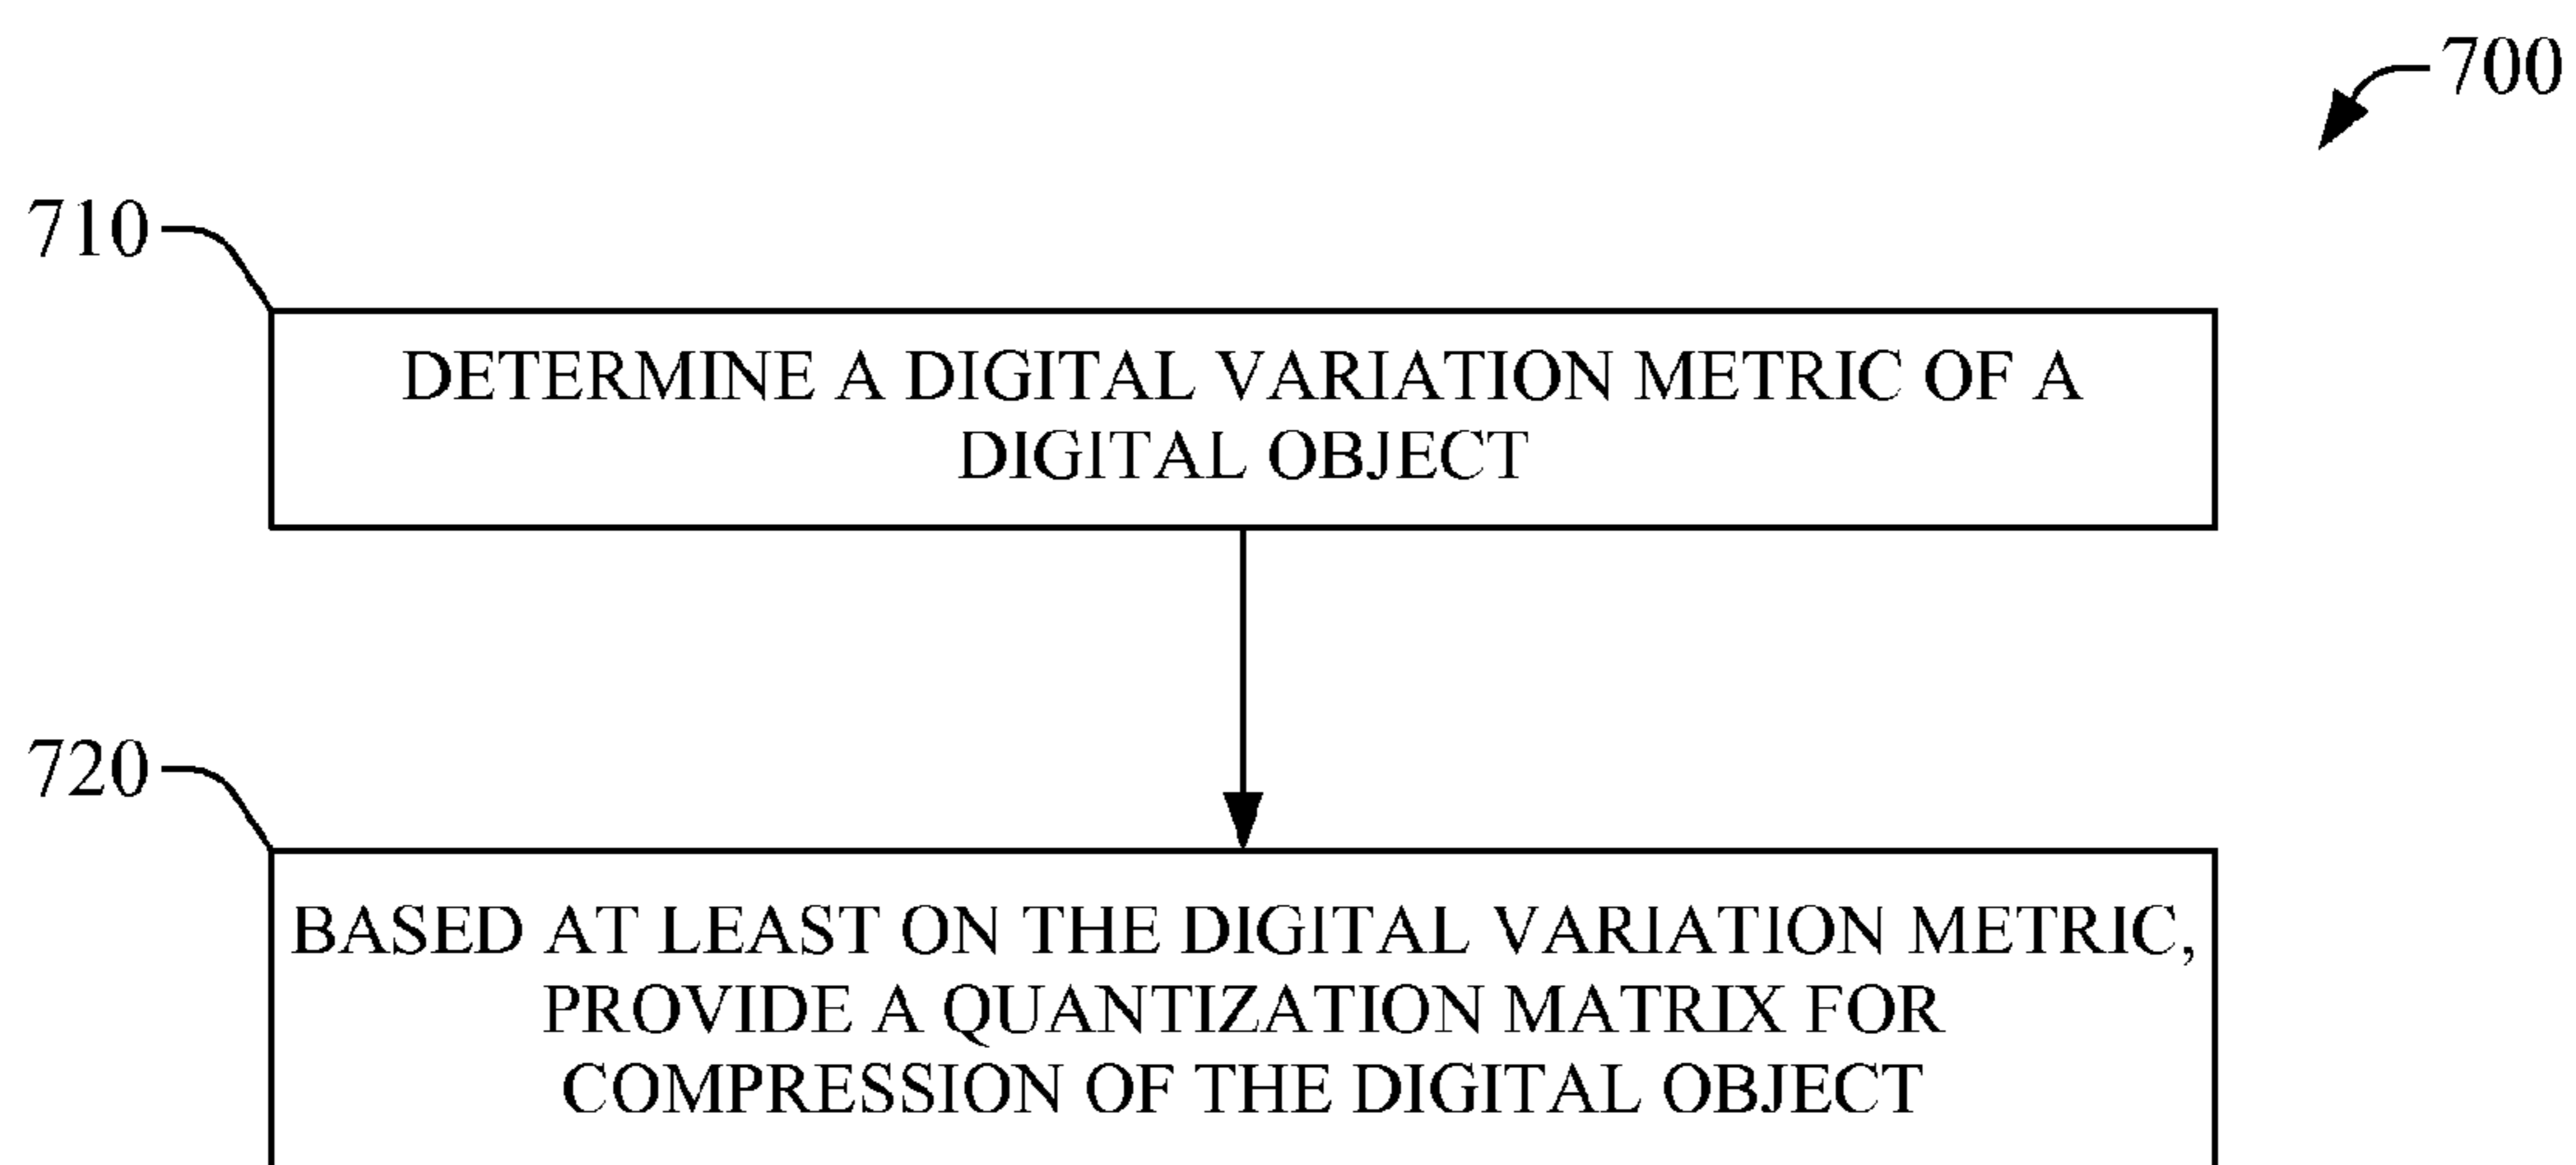 700
710
DETERMINE A DIGITAL VARIATION METRIC OF A
DIGITAL OBJECT
720
BASED AT LEAST ON THE DIGITAL VARIATION METRIC,
PROVIDE A QUANTIZATION MATRIX FOR
COMPRESSION OF THE DIGITAL OBJECT